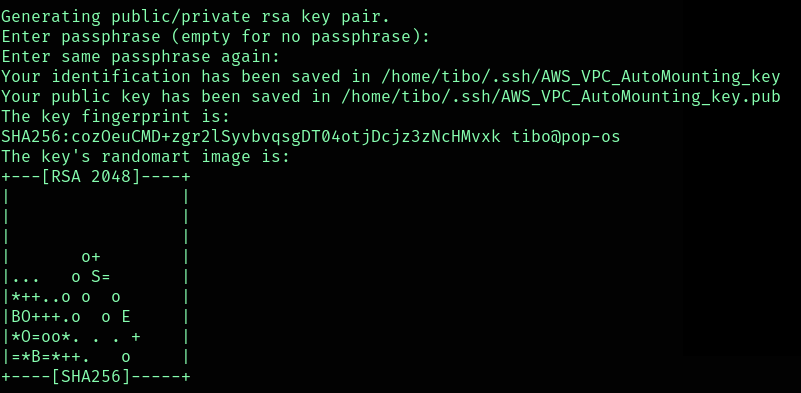 Generating public/private rsa key pair.
Enter passphrase (empty for no passphrase):
Enter same passphrase again:
Your identification has been saved in /home/tibo/.ssh/AWS_VPC_AutoMounting_key
Your public key has been saved in /home/tibo/.ssh/AWS_VPC_AutoMounting_key.pub
The key fingerprint is:
SHA256:cozOeuCMD+zgr2lSyvbvqsgDT04otjDcjz3zNcHMvxk tibo@pop-os
The key's randomart image is:
+---[RSA 2048]----+
|                 |
|                 |
|                 |
|       o+        |
|...   o S=       |
|*++..o o  o      |
|BO+++.o  o E     |
|*O=oo*. . . +    |
|=*B=*++.   o     |
+----[SHA256]-----+